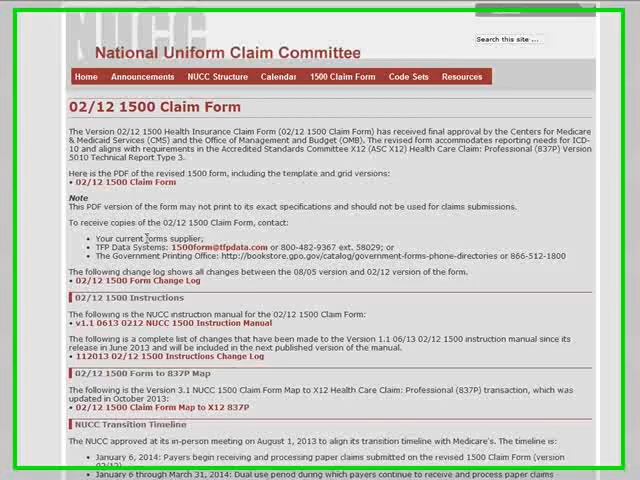 NUCC
National Uniform Claim Committee
Search this site ...
Home Announcements NUCC Structure Calendar 1500 Claim Form Code Sets Resources
02/12 1500 Claim Form
The Version 02/12 1500 Health Insurance Claim Form (02/12 1500 Claim Form) has received final approval by the Centers for Medicare
& Medicaid Services (CMS) and the Office of Management and Budget (OMB). The revised form accommodates reporting needs for ICD-
10 and aligns with requirements in the Accredited Standards Committee X12 (ASC X12) Health Care Claim: Professional (837P) Version
5010 Technical Report Type 3.
Here is the PDF of the revised 1500 form, including the template and grid versions:
• 02/12 1500 Claim Form
Note
This PDF version of the form may not print to its exact specifications and should not be used for claims submissions.
To receive copies of the 02/12 1500 Claim Form, contact:
• Your current forms supplier;
• TFP Data Systems: 1500form@tfpdata.com or 800-482-9367 ext. 58029; or
• The Government Printing Office: http://bookstore.gpo.gov/catalog/government-forms-phone-directories or 866-512-1800
The following change log shows all changes between the 08/05 version and 02/12 version of the form.
• 02/12 1500 Form Change Log
02/12 1500 Instructions
The following is the NUCC instruction manual for the 02/12 1500 Claim Form:
• v1.1 0613 0212 NUCC 1500 Instruction Manual
The following is a complete list of changes that have been made to the Version 1.1 06/13 02/12 1500 instruction manual since its
release in June 2013 and will be included in the next published version of the manual.
• 112013 02/12 1500 Instructions Change Log
02/12 1500 Form to 837P Map
The following is the Version 3.1 NUCC 1500 Claim Form Map to X12 Health Care Claim: Professional (837P) transaction, which was
updated in October 2013:
• 02/12 1500 Claim Form Map to X12 837P
NUCC Transition Timeline
The NUCC approved at its in-person meeting on August 1, 2013 to align its transition timeline with Medicare's. The timeline is:
• January 6, 2014: Payers begin receiving and processing paper claims submitted on the revised 1500 Claim Form (version
02/12)
• January 6 through March 31, 2014: Dual use period during which payers continue to receive and process paper claims